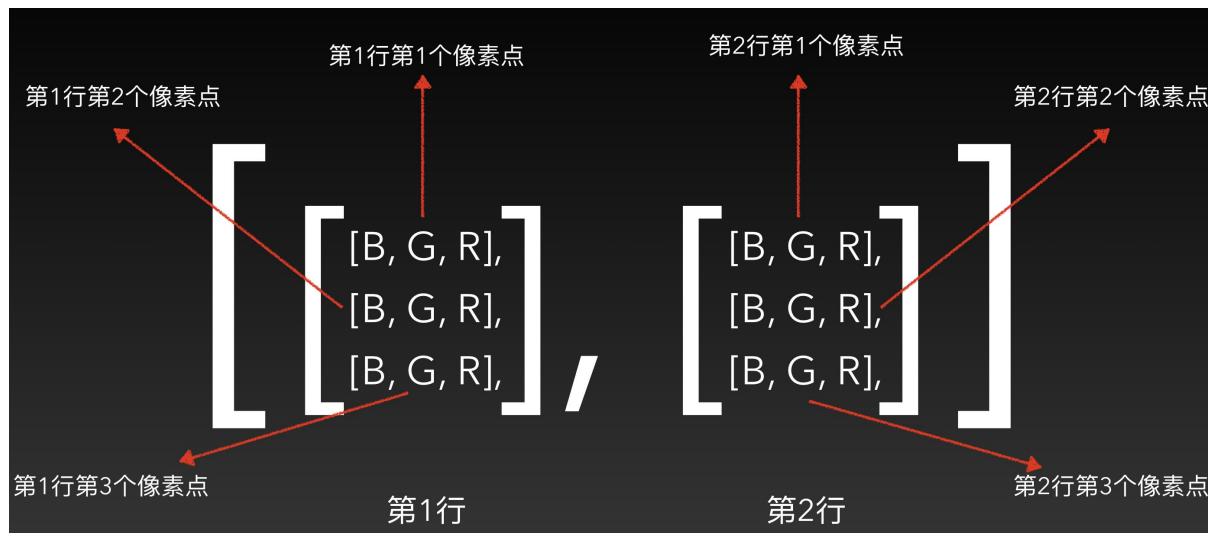 第1行第1个像素点
第2行第1个像素点
第1行第2个像素点
第2行第2个像素点
[
[
[B, G, R],
[B, G, R],
[B, G, R],
]
,
[
[B, G, R],
[B, G, R],
[B, G, R],
]
]
第1行第3个像素点
第2行第3个像素点
第1行
第2行